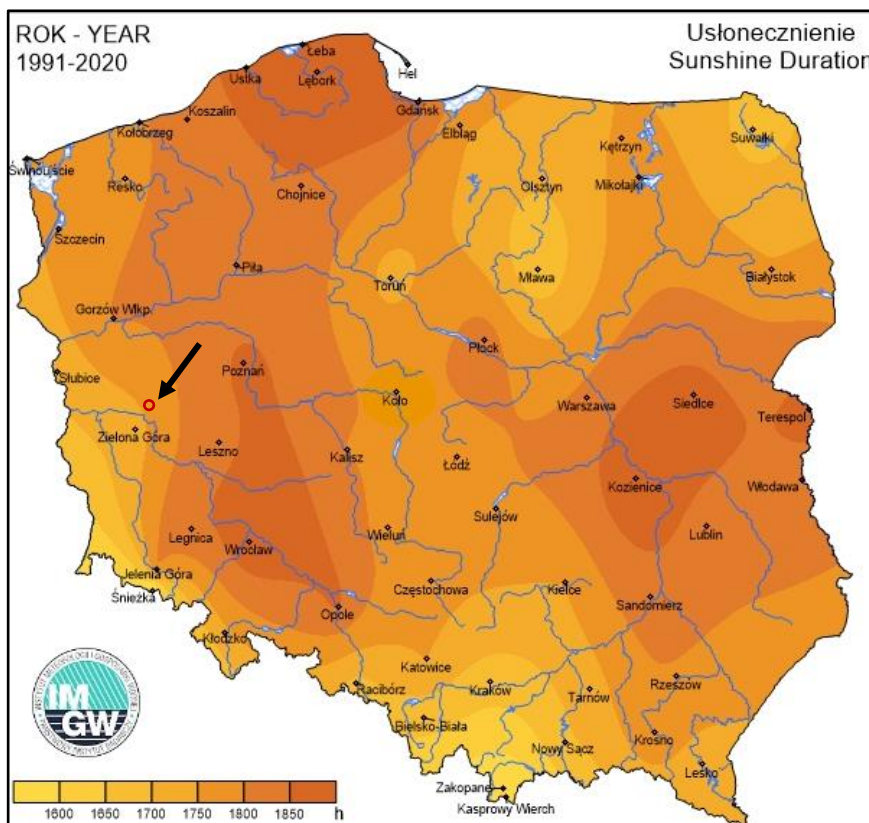 ROK - YEAR
1991-2020
Usłonecznienie
Sunshine Duration
Łeba
Hel
Ustka
Lębork
Gdańsk
Koszalin
Kołobrzeg
Elbląg
Suwałki
Kętrzyn
Świnoujście
Resko
Chojnice
Olsztyn
Mikołajki
Szczecin
Piła
Toruń
Mława
Białystok
Gorzów Wlkp.
Płock
Słubice
Poznań
Koło
Warszawa
Siedlce
Terespol
Zielona Góra
Leszno
Kalisz
Łódź
Kozienice
Włodawa
Sulejów
Legnica
Wrocław
Wieluń
Lublin
Jelenia Góra
Śnieżka
Częstochowa
Kielce
Sandomierz
Opole
Kłodzko
Katowice
Racibórz
Kraków
Tarnów
Rzeszów
Bielsko-Biała
Nowy Sącz
Krosno
Lesko
Zakopane
Kasprowy Wierch
IM
GW
1600 1650 1700 1750 1800 1850 h